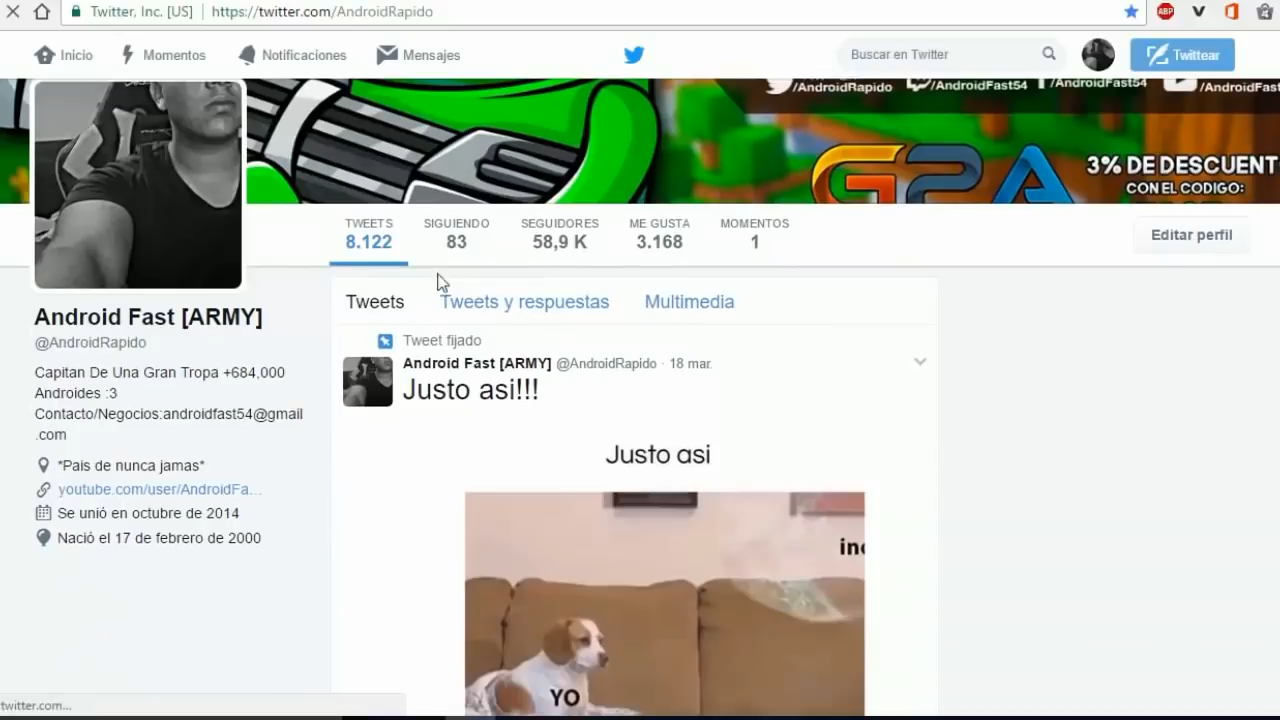 Twitter, Inc. [US]
https://twitter.com/AndroidRapido
ABP
Inicio
Momentos
Notificaciones
Mensajes
Buscar en Twitter
Twittear
/AndroidRapido
/AndroidFast54
/AndroidFast54
/AndroidFast
G2A
3% DE DESCUENT
CON EL CODIGO:
TWEETS
8.122
SIGUIENDO
83
SEGUIDORES
58,9 K
ME GUSTA
3.168
MOMENTOS
1
Editar perfil
Android Fast [ARMY]
@AndroidRapido
Capitan De Una Gran Tropa +684,000
Androides :3
Contacto/Negocios:androidfast54@gmail
.com
*Pais de nunca jamas*
youtube.com/user/AndroidFa...
Se unió en octubre de 2014
Nació el 17 de febrero de 2000
Tweets
Tweets y respuestas
Multimedia
Tweet fijado
Android Fast [ARMY] @AndroidRapido · 18 mar.
Justo asi!!!
Justo asi
YO
twitter.com...